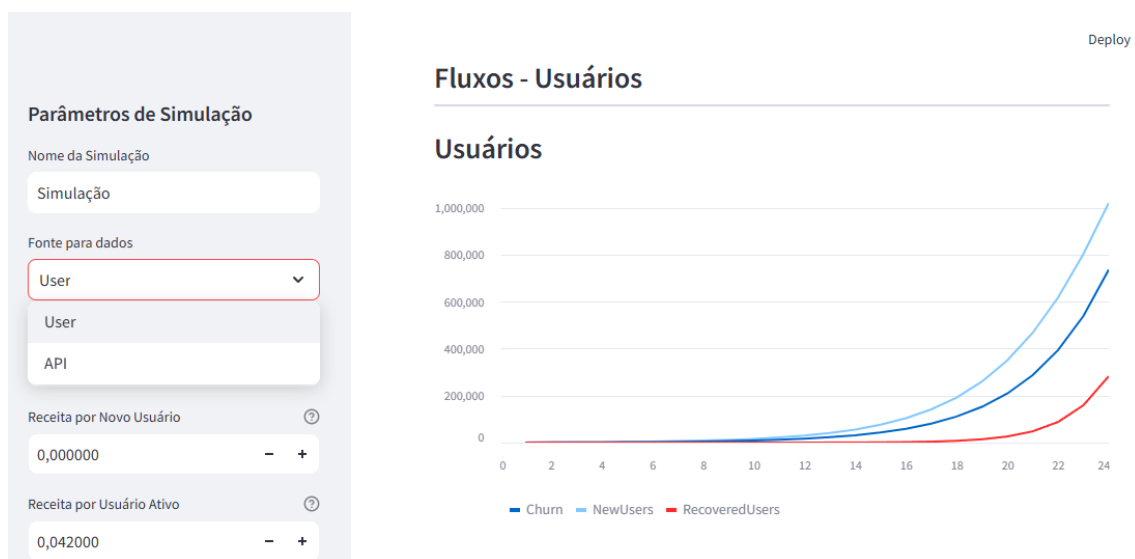 Deploy
Parâmetros de Simulação
Nome da Simulação
Simulação
Fonte para dados
User
User
API
Receita por Novo Usuário
0,000000
Receita por Usuário Ativo
0,042000
Fluxos - Usuários
Usuários
1,000,000
800,000
600,000
400,000
200,000
0
0 2 4 6 8 10 12 14 16 18 20 22 24
Churn NewUsers RecoveredUsers